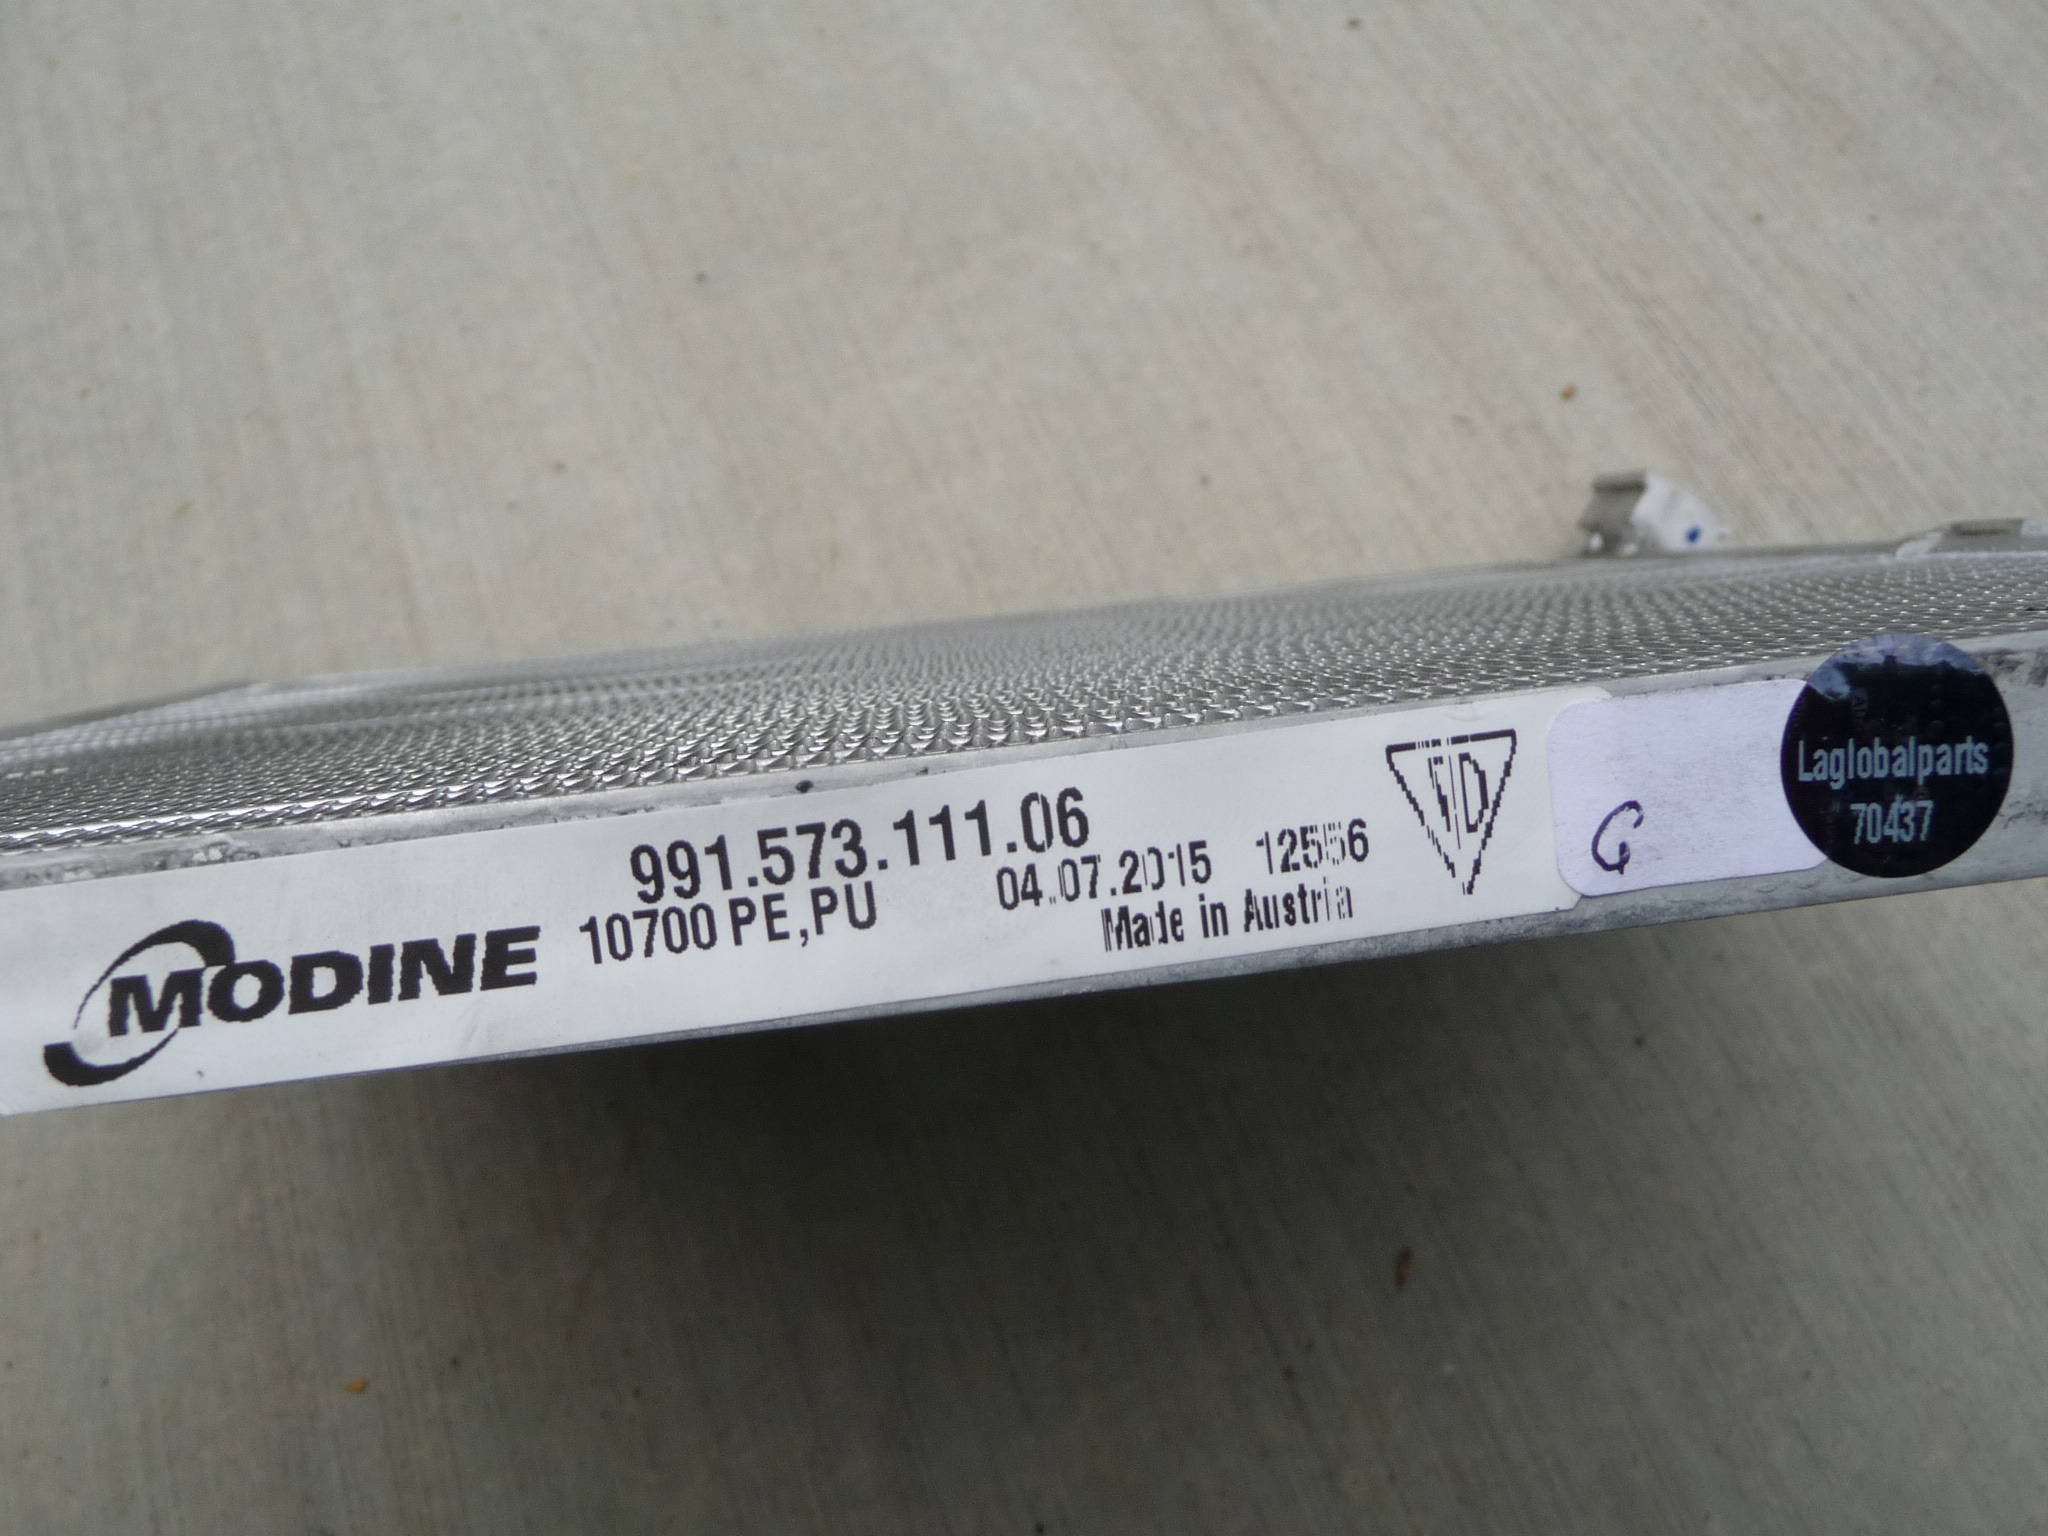 MODINE
991.573.111.06
10700 PE,PU
04.07.2015 12556
Made in Austria
G
Laglobalparts
70437